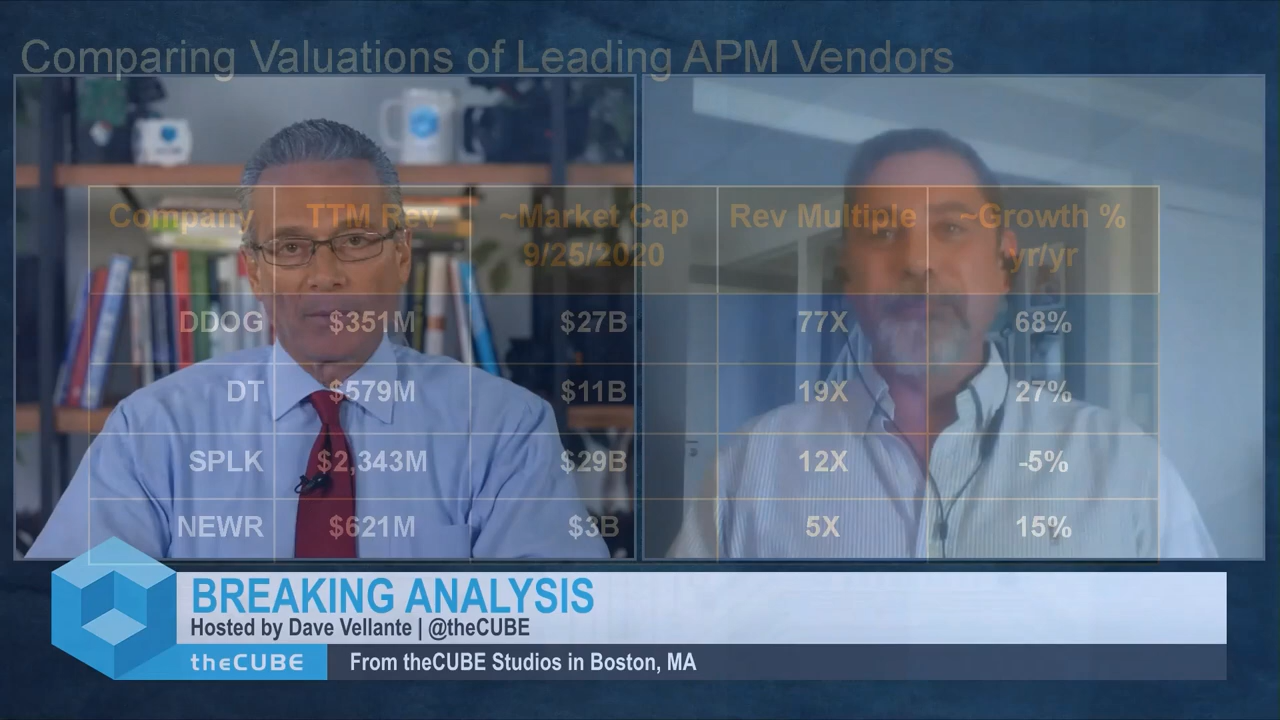 Comparing Valuations of Leading APM Vendors
Company TTM Rev ~Market Cap 9/25/2020 Rev Multiple ~Growth % yr/yr
DDOG $351M $27B 77X 68%
DT $579M $11B 19X 27%
SPLK $2,343M $29B 12X -5%
NEWR $621M $3B 5X 15%
BREAKING ANALYSIS
Hosted by Dave Vellante | @theCUBE
theCUBE From theCUBE Studios in Boston, MA